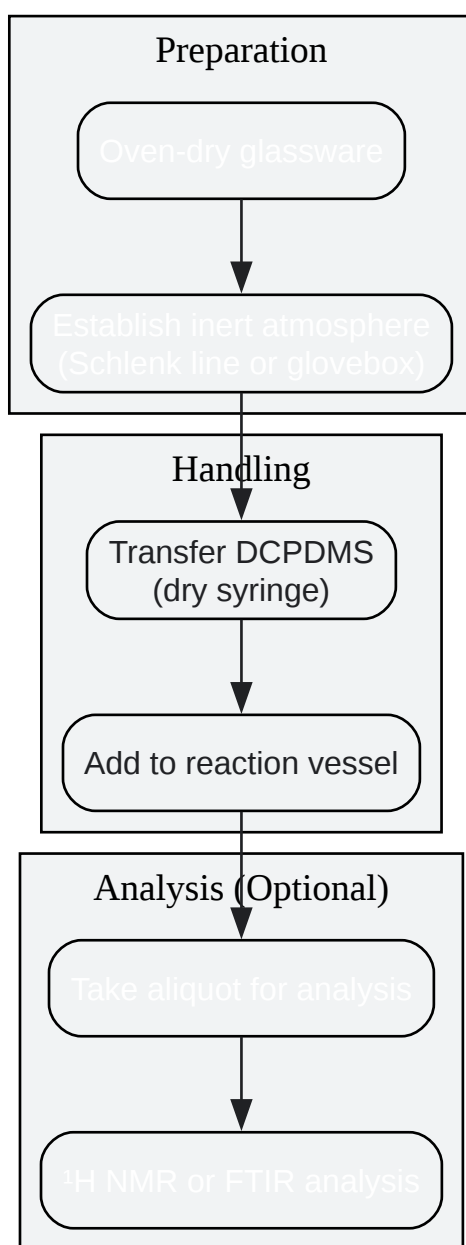 Preparation
Oven-dry glassware
Establish inert atmosphere
(Schlenk line or glovebox)
Handling
Transfer DCPDMS
(dry syringe)
Add to reaction vessel
Analysis (Optional)
Take aliquot for analysis
¹H NMR or FTIR analysis